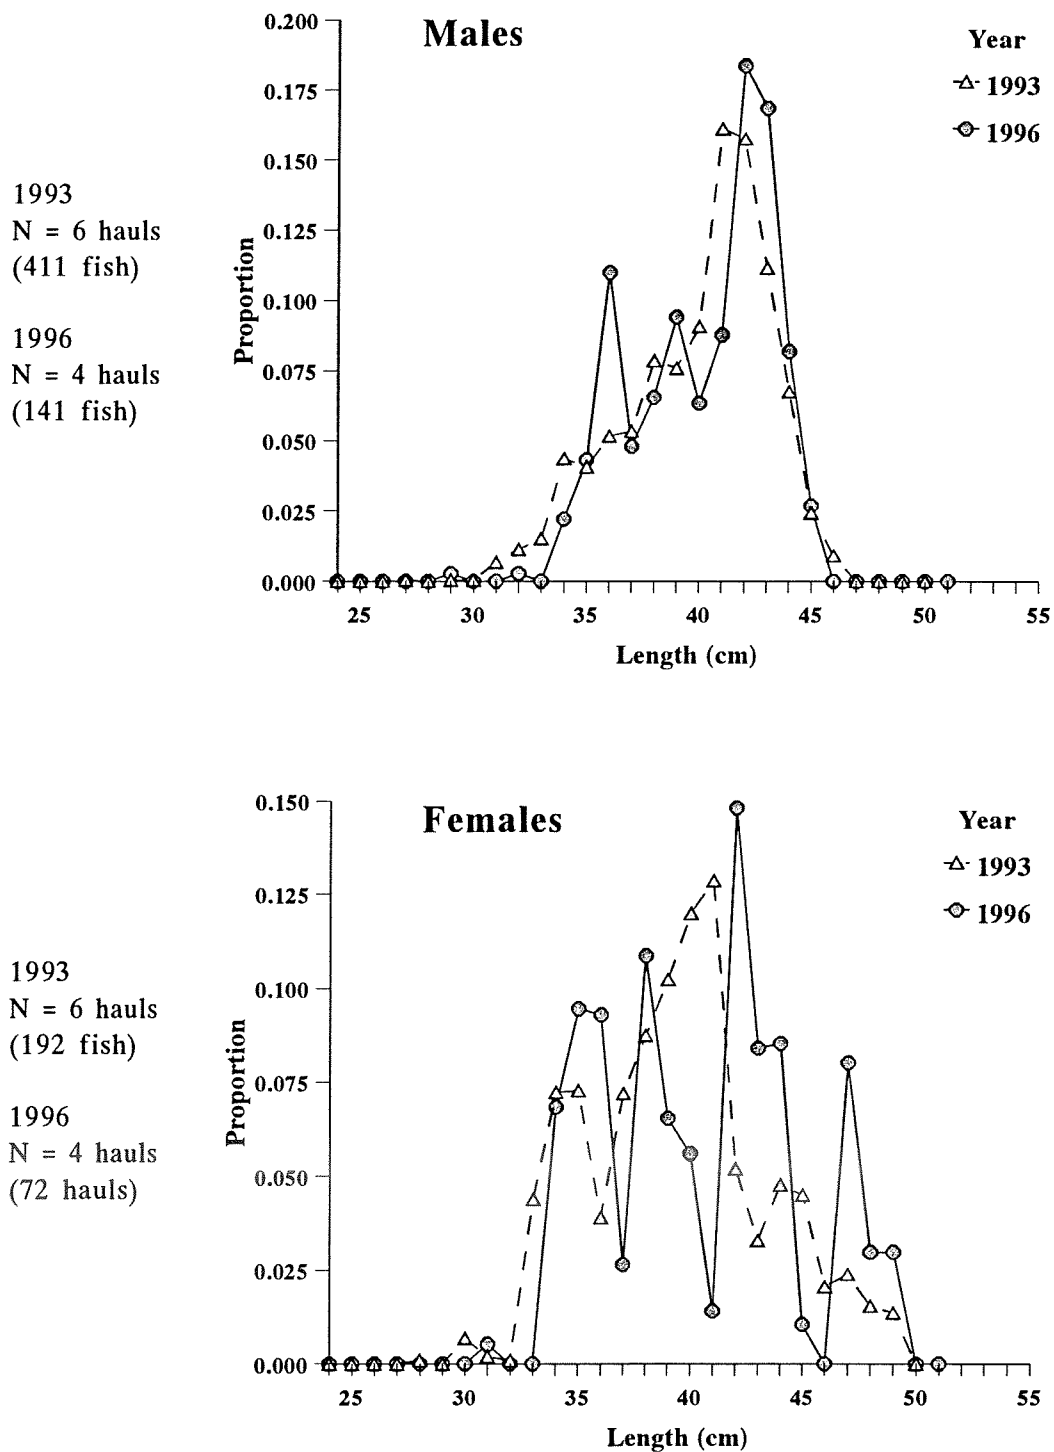 Males
Year
1993
1996
1993
N = 6 hauls
(411 fish)
1996
N = 4 hauls
(141 fish)
Proportion
0.200
0.175
0.150
0.125
0.100
0.075
0.050
0.025
0.000
25 30 35 40 45 50 55
Length (cm)
Females
Year
1993
1996
1993
N = 6 hauls
(192 fish)
1996
N = 4 hauls
(72 hauls)
Proportion
0.150
0.125
0.100
0.075
0.050
0.025
0.000
25 30 35 40 45 50 55
Length (cm)